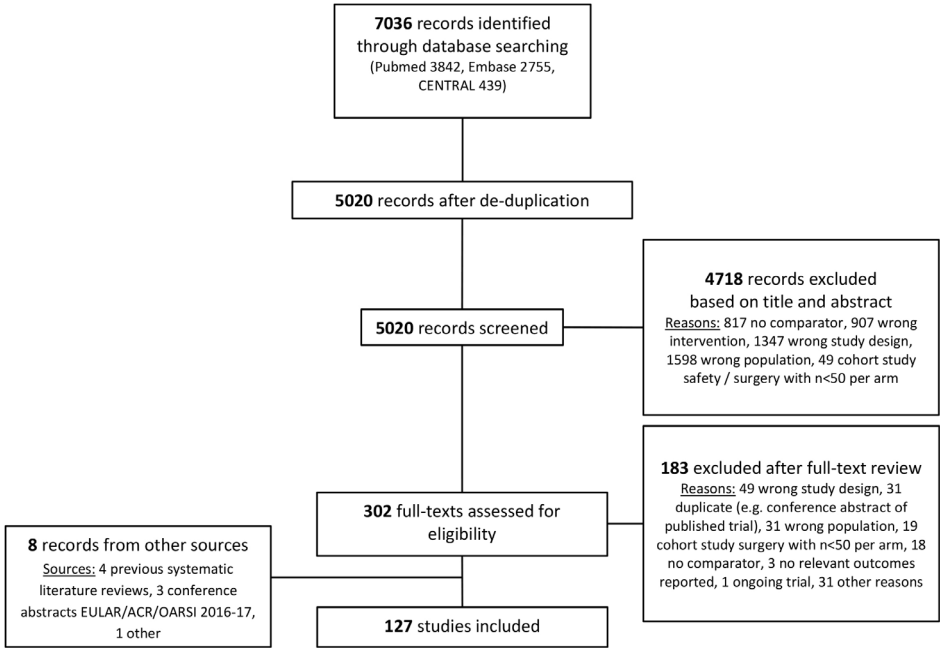 7036 records identified
through database searching
(Pubmed 3842, Embase 2755,
CENTRAL 439)
5020 records after de-duplication
5020 records screened
4718 records excluded
based on title and abstract
Reasons: 817 no comparator, 907 wrong
intervention, 1347 wrong study design,
1598 wrong population, 49 cohort study
safety / surgery with n<50 per arm
302 full-texts assessed for
eligibility
183 excluded after full-text review
Reasons: 49 wrong study design, 31
duplicate (e.g. conference abstract of
published trial), 31 wrong population, 19
cohort study surgery with n<50 per arm, 18
no comparator, 3 no relevant outcomes
reported, 1 ongoing trial, 31 other reasons
8 records from other sources
Sources: 4 previous systematic
literature reviews, 3 conference
abstracts EULAR/ACR/OARSI 2016-17,
1 other
127 studies included